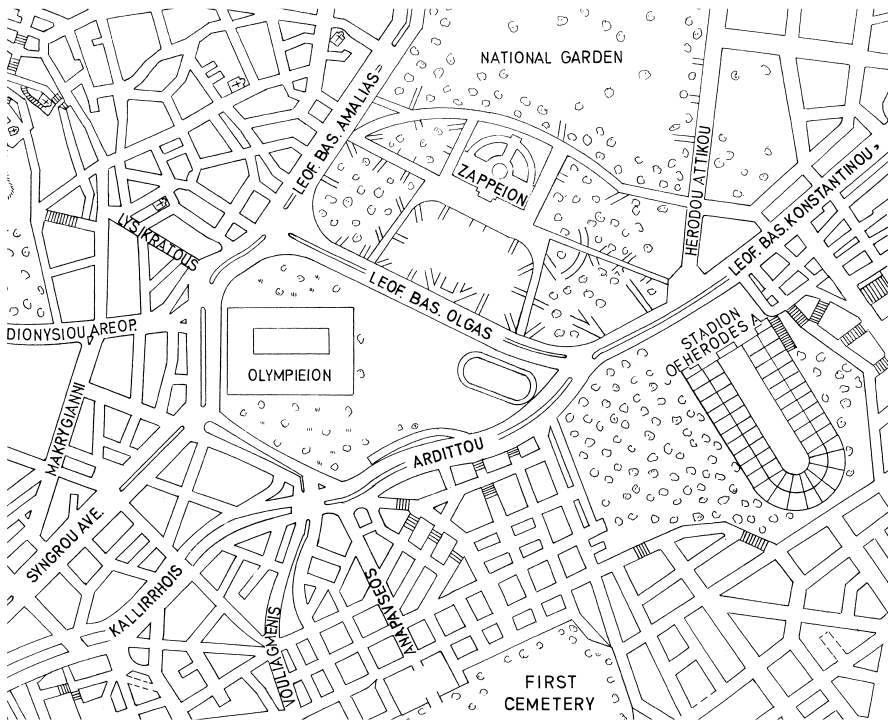 NATIONAL GARDEN
LEOF. BAS. AMALIAS
HERODOU ATTIKOU
ZAPPEION
LEOF. BAS. KONSTANTINOU
LYSIKRATOUS
LEOF. BAS. OLGAS
DIONYSIOU AREOP.
STADION
OF HERODES A.
OLYMPIEION
MAKRYGIANNI
ARDITTOU
SYNGROU AVE.
KALLIRRHOIS
VOULIAGMENIS
ANAPAVSEOS
FIRST
CEMETERY